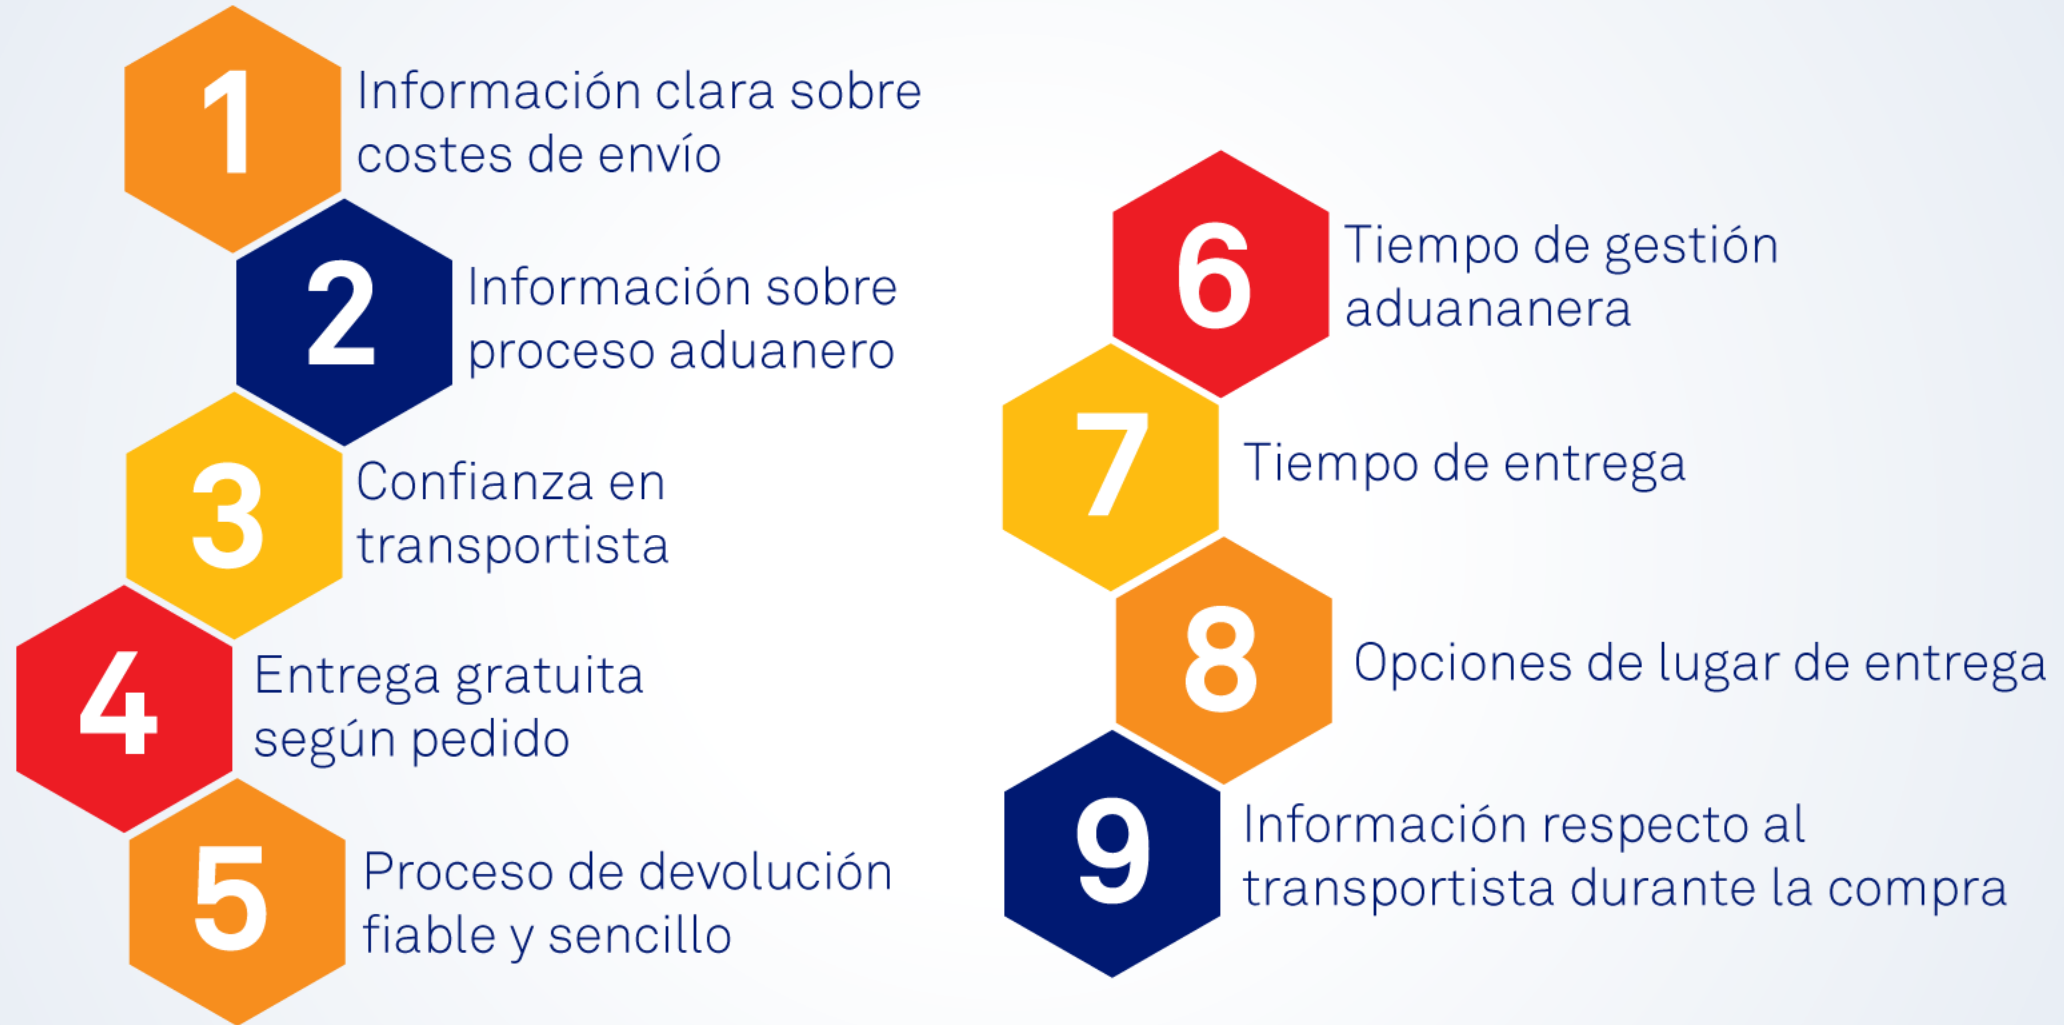 1
Información clara sobre
costes de envío
2
Información sobre
proceso aduanero
3
Confianza en
transportista
4
Entrega gratuita
según pedido
5
Proceso de devolución
fiable y sencillo
6
Tiempo de gestión
aduananera
7
Tiempo de entrega
8
Opciones de lugar de entrega
9
Información respecto al
transportista durante la compra